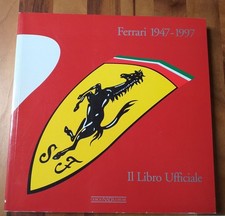 Ferrari 1947-1997
S F
Il Libro Ufficiale